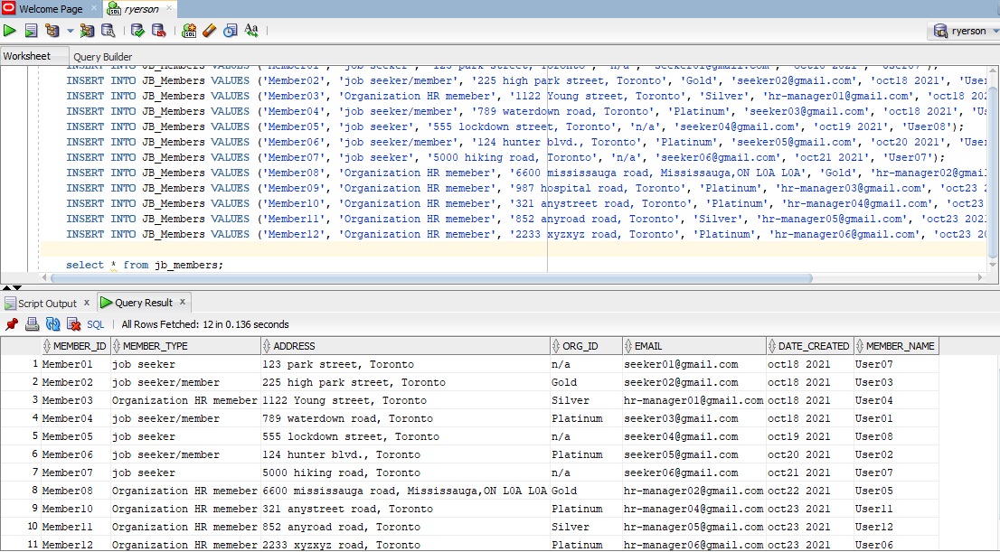 Welcome Page
ryerson
ryerson
Worksheet Query Builder
INSERT INTO JB_Members VALUES ('Member01', 'job seeker', '123 park street, Toronto', 'n/a', 'seeker01@gmail.com', 'oct18 2021', 'User07');
INSERT INTO JB_Members VALUES ('Member02', 'job seeker/member', '225 high park street, Toronto', 'Gold', 'seeker02@gmail.com', 'oct18 2021', 'User
INSERT INTO JB_Members VALUES ('Member03', 'Organization HR memeber', '1122 Young street, Toronto', 'Silver', 'hr-manager01@gmail.com', 'oct18 202
INSERT INTO JB_Members VALUES ('Member04', 'job seeker/member', '789 waterdown road, Toronto', 'Platinum', 'seeker03@gmail.com', 'oct18 2021', 'Us
INSERT INTO JB_Members VALUES ('Member05', 'job seeker', '555 lockdown street, Toronto', 'n/a', 'seeker04@gmail.com', 'oct19 2021', 'User08');
INSERT INTO JB_Members VALUES ('Member06', 'job seeker/member', '124 hunter blvd., Toronto', 'Platinum', 'seeker05@gmail.com', 'oct20 2021', 'User
INSERT INTO JB_Members VALUES ('Member07', 'job seeker', '5000 hiking road, Toronto', 'n/a', 'seeker06@gmail.com', 'oct21 2021', 'User07');
INSERT INTO JB_Members VALUES ('Member08', 'Organization HR memeber', '6600 mississauga road, Mississauga,ON L0A L0A', 'Gold', 'hr-manager02@gmail
INSERT INTO JB_Members VALUES ('Member09', 'Organization HR memeber', '987 hospital road, Toronto', 'Platinum', 'hr-manager03@gmail.com', 'oct23 2
INSERT INTO JB_Members VALUES ('Member10', 'Organization HR memeber', '321 anystreet road, Toronto', 'Platinum', 'hr-manager04@gmail.com', 'oct23
INSERT INTO JB_Members VALUES ('Member11', 'Organization HR memeber', '852 anyroad road, Toronto', 'Silver', 'hr-manager05@gmail.com', 'oct23 2021
INSERT INTO JB_Members VALUES ('Member12', 'Organization HR memeber', '2233 xyzxyz road, Toronto', 'Platinum', 'hr-manager06@gmail.com', 'oct23 20
select * from jb_members;
Script Output x Query Result x
SQL | All Rows Fetched: 12 in 0.136 seconds
MEMBER_ID MEMBER_TYPE ADDRESS ORG_ID EMAIL DATE_CREATED MEMBER_NAME
1 Member01 job seeker 123 park street, Toronto n/a seeker01@gmail.com oct18 2021 User07
2 Member02 job seeker/member 225 high park street, Toronto Gold seeker02@gmail.com oct18 2021 User03
3 Member03 Organization HR memeber 1122 Young street, Toronto Silver hr-manager01@gmail.com oct18 2021 User04
4 Member04 job seeker/member 789 waterdown road, Toronto Platinum seeker03@gmail.com oct18 2021 User01
5 Member05 job seeker 555 lockdown street, Toronto n/a seeker04@gmail.com oct19 2021 User08
6 Member06 job seeker/member 124 hunter blvd., Toronto Platinum seeker05@gmail.com oct20 2021 User02
7 Member07 job seeker 5000 hiking road, Toronto n/a seeker06@gmail.com oct21 2021 User07
8 Member08 Organization HR memeber 6600 mississauga road, Mississauga,ON L0A L0A Gold hr-manager02@gmail.com oct22 2021 User05
9 Member10 Organization HR memeber 321 anystreet road, Toronto Platinum hr-manager04@gmail.com oct23 2021 User11
10 Member11 Organization HR memeber 852 anyroad road, Toronto Silver hr-manager05@gmail.com oct23 2021 User12
11 Member12 Organization HR memeber 2233 xyzxyz road, Toronto Platinum hr-manager06@gmail.com oct23 2021 User06